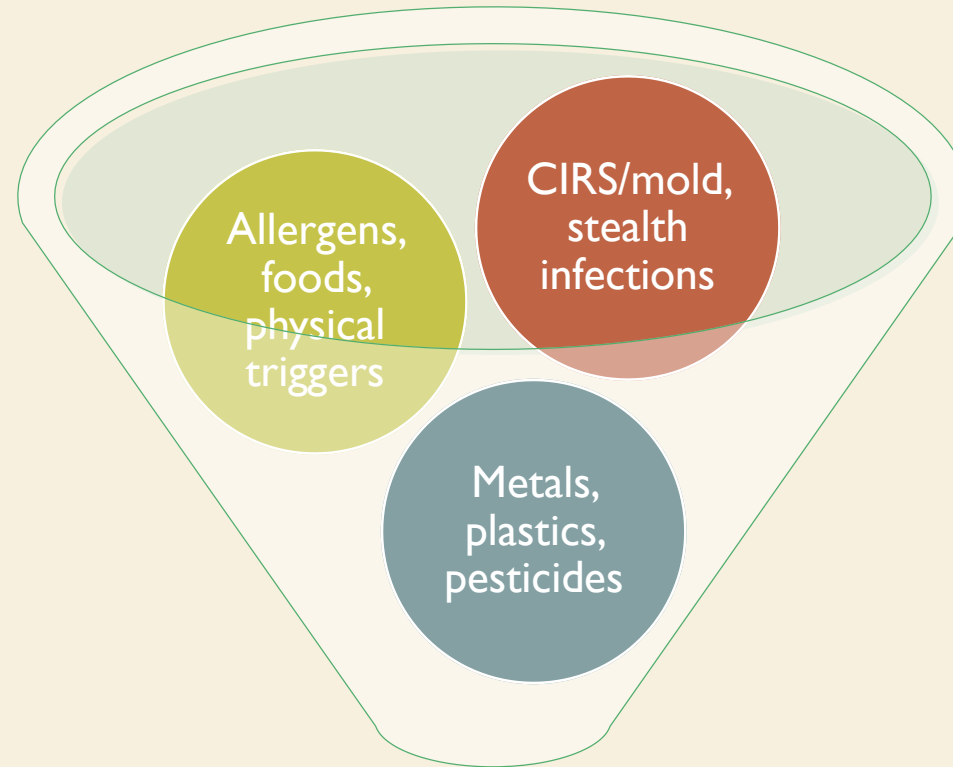 Allergens,
foods,
physical
triggers
CIRS/mold,
stealth
infections
Metals,
plastics,
pesticides